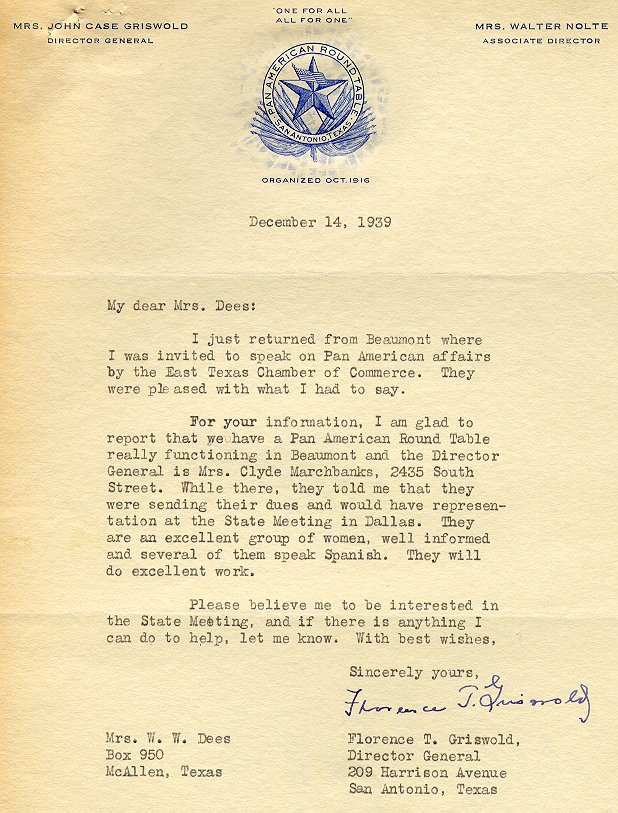 "ONE FOR ALL
ALL FOR ONE"
MRS. JOHN CASE GRISWOLD
DIRECTOR GENERAL
MRS. WALTER NOLTE
ASSOCIATE DIRECTOR
PAN AMERICAN ROUND TABLE
SAN ANTONIO, TEXAS
ORGANIZED OCT. 1916
December 14, 1939
My dear Mrs. Dees:
I just returned from Beaumont where
I was invited to speak on Pan American affairs
by the East Texas Chamber of Commerce. They
were pleased with what I had to say.
For your information, I am glad to
report that we have a Pan American Round Table
really functioning in Beaumont and the Director
General is Mrs. Clyde Marchbanks, 2435 South
Street. While there, they told me that they
were sending their dues and would have represen-
tation at the State Meeting in Dallas. They
are an excellent group of women, well informed
and several of them speak Spanish. They will
do excellent work.
Please believe me to be interested in
the State Meeting, and if there is anything I
can do to help, let me know. With best wishes,
Sincerely yours,
Florence T. Griswold
Florence T. Griswold,
Director General
209 Harrison Avenue
San Antonio, Texas
Mrs. W. W. Dees
Box 950
McAllen, Texas